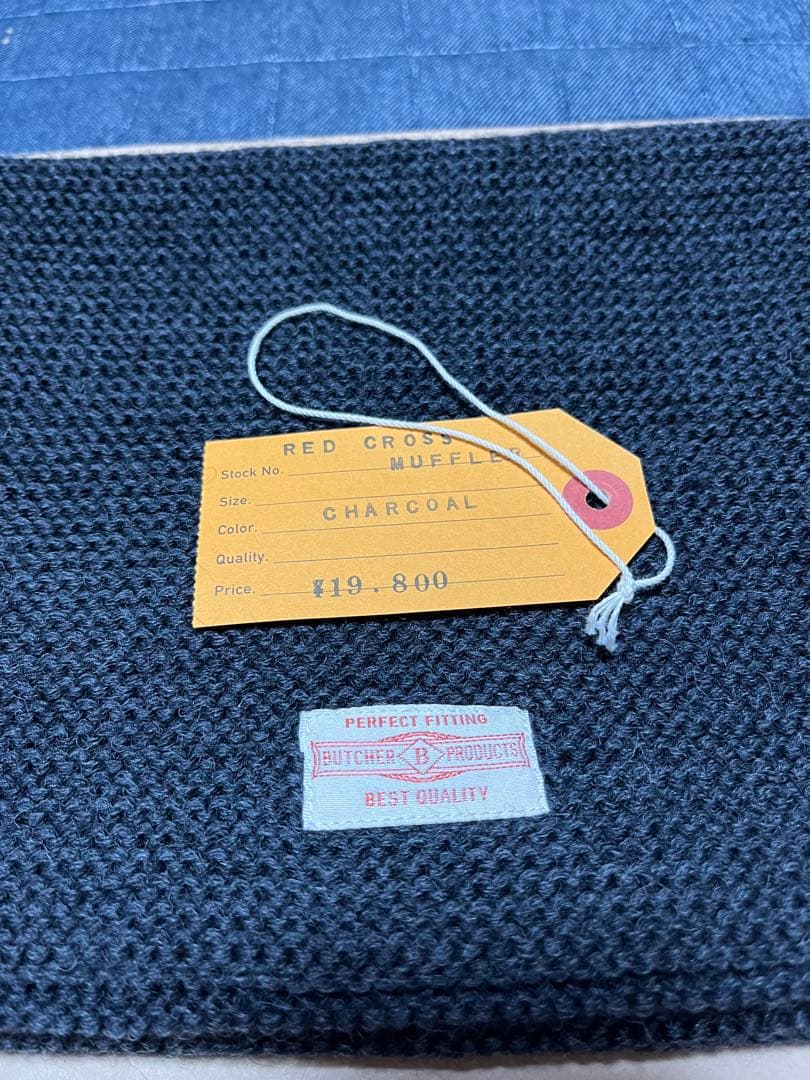 RED CROSS
Stock No. MUFFLER
Size.
Color. CHARCOAL
Quality.
Price. ¥19.800
PERFECT FITTING
BUTCHER B PRODUCTS
BEST QUALITY